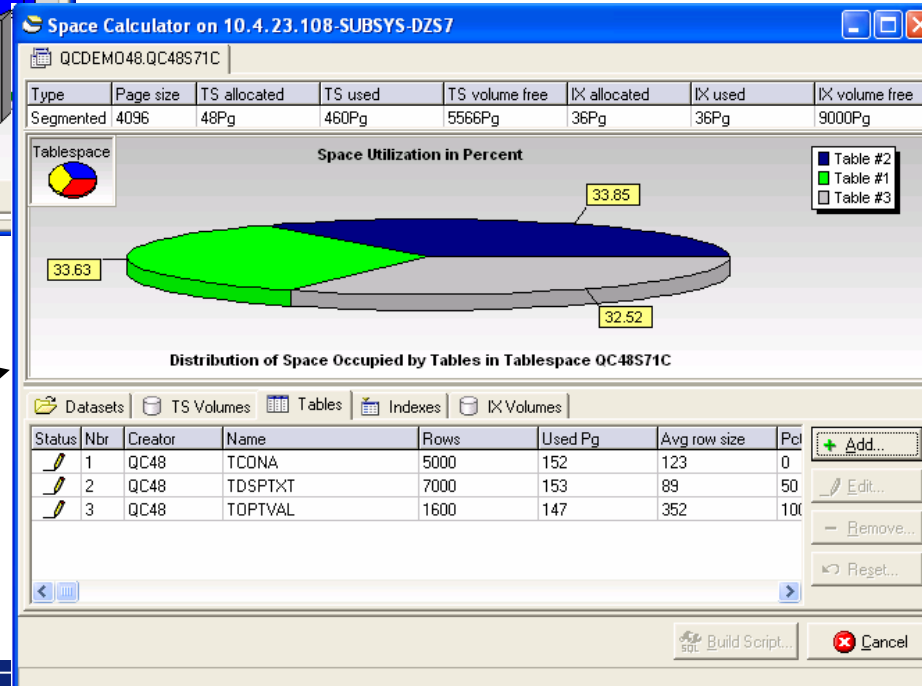 Space Calculator on 10.4.23.108-SUBSYS-DZS7
QCDEMO48.QC48S71C
Type Page size TS allocated TS used TS volume free IX allocated IX used IX volume free
Segmented 4096 48Pg 460Pg 5566Pg 36Pg 36Pg 9000Pg
Tablespace
Space Utilization in Percent
Table #2
Table #1
Table #3
33.85
33.63
32.52
Distribution of Space Occupied by Tables in Tablespace QC48S71C
Datasets TS Volumes Tables Indexes IX Volumes
Status Nbr Creator Name Rows Used Pg Avg row size
1 QC48 TCONA 5000 152 123 0
2 QC48 TDSPTXT 7000 153 89 50
3 QC48 TOPTVAL 1600 147 352 100
Add...
Edit...
Remove...
Reset...
SQL Build Script...
Cancel